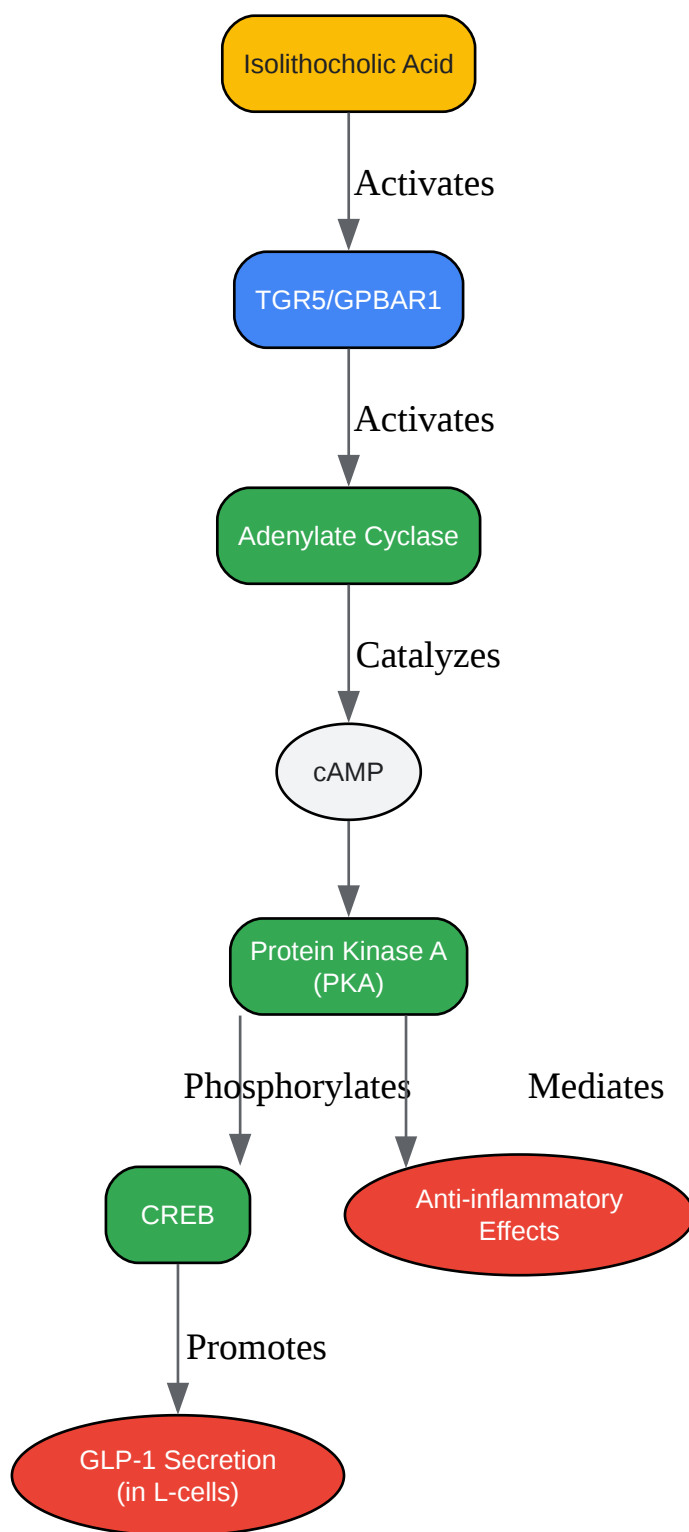 Isolithocholic Acid
Activates
TGR5/GPBAR1
Activates
Adenylate Cyclase
Catalyzes
cAMP
Protein Kinase A
(PKA)
Phosphorylates
Mediates
CREB
Anti-inflammatory
Effects
Promotes
GLP-1 Secretion
(in L-cells)